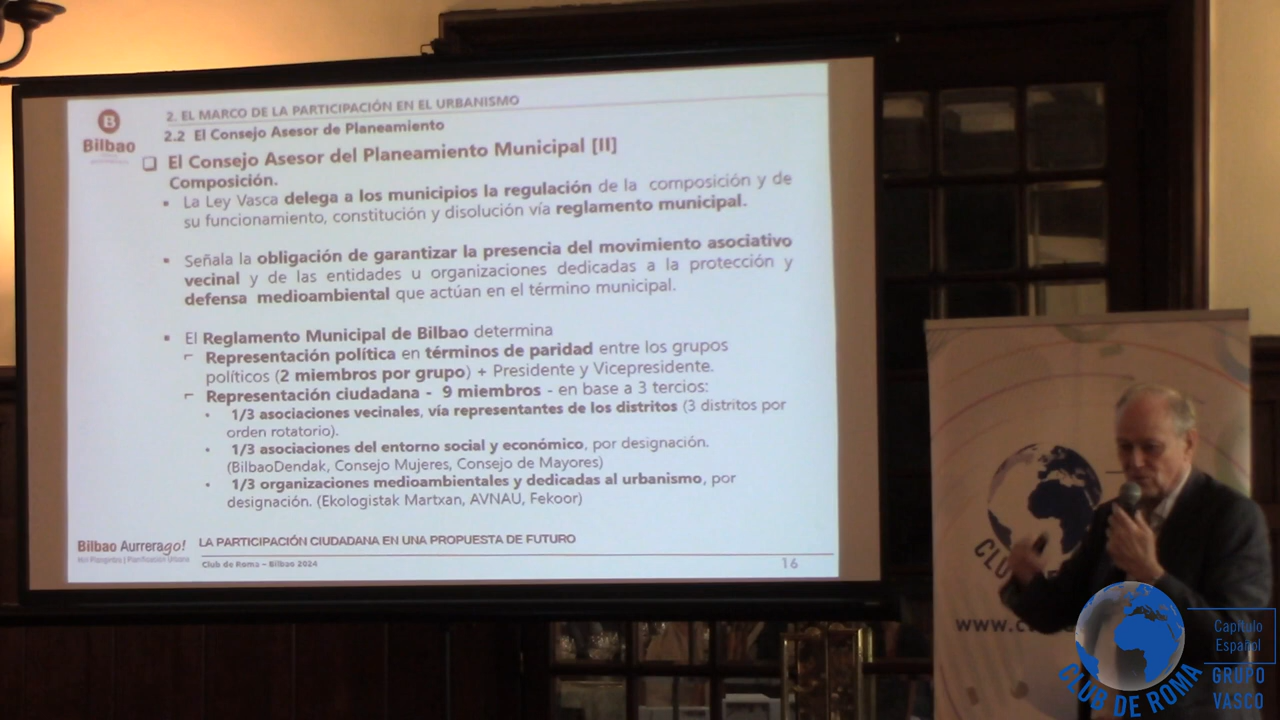 B
Bilbao
2. EL MARCO DE LA PARTICIPACIÓN EN EL URBANISMO
2.2 El Consejo Asesor de Planeamiento
El Consejo Asesor del Planeamiento Municipal [II]
Composición.
La Ley Vasca delega a los municipios la regulación de la composición y de
su funcionamiento, constitución y disolución vía reglamento municipal.
Señala la obligación de garantizar la presencia del movimiento asociativo
vecinal y de las entidades u organizaciones dedicadas a la protección y
defensa medioambiental que actúan en el término municipal.
El Reglamento Municipal de Bilbao determina
Representación política en términos de paridad entre los grupos
políticos (2 miembros por grupo) + Presidente y Vicepresidente.
Representación ciudadana - 9 miembros - en base a 3 tercios:
1/3 asociaciones vecinales, vía representantes de los distritos (3 distritos por
orden rotatorio).
1/3 asociaciones del entorno social y económico, por designación.
(BilbaoDendak, Consejo Mujeres, Consejo de Mayores)
1/3 organizaciones medioambientales y dedicadas al urbanismo, por
designación. (Ekologistak Martxan, AVNAU, Fekoor)
Bilbao Aurrerago!
Hiri Plangintza | Planificación Urbana
LA PARTICIPACIÓN CIUDADANA EN UNA PROPUESTA DE FUTURO
Club de Roma – Bilbao 2024
16
CLU
www.c
CLUB DE ROMA
Capítulo
Español
GRUPO
VASCO